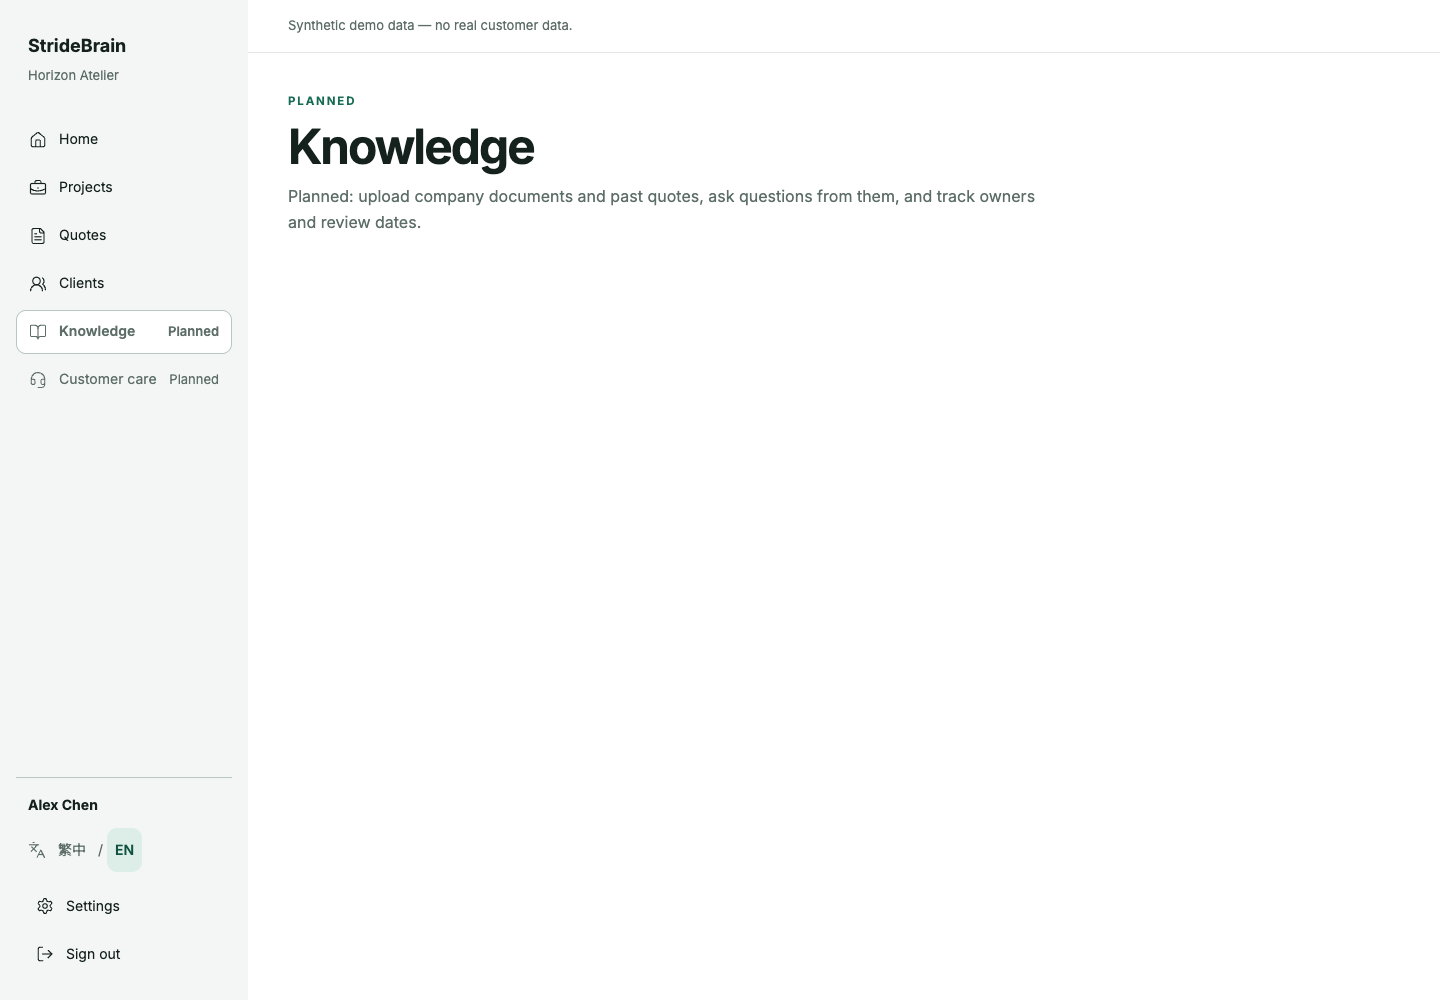 StrideBrain
Horizon Atelier
Home
Projects
Quotes
Clients
Knowledge Planned
Customer care Planned
Alex Chen
繁中 / EN
Settings
Sign out
Synthetic demo data — no real customer data.
PLANNED
Knowledge
Planned: upload company documents and past quotes, ask questions from them, and track owners
and review dates.